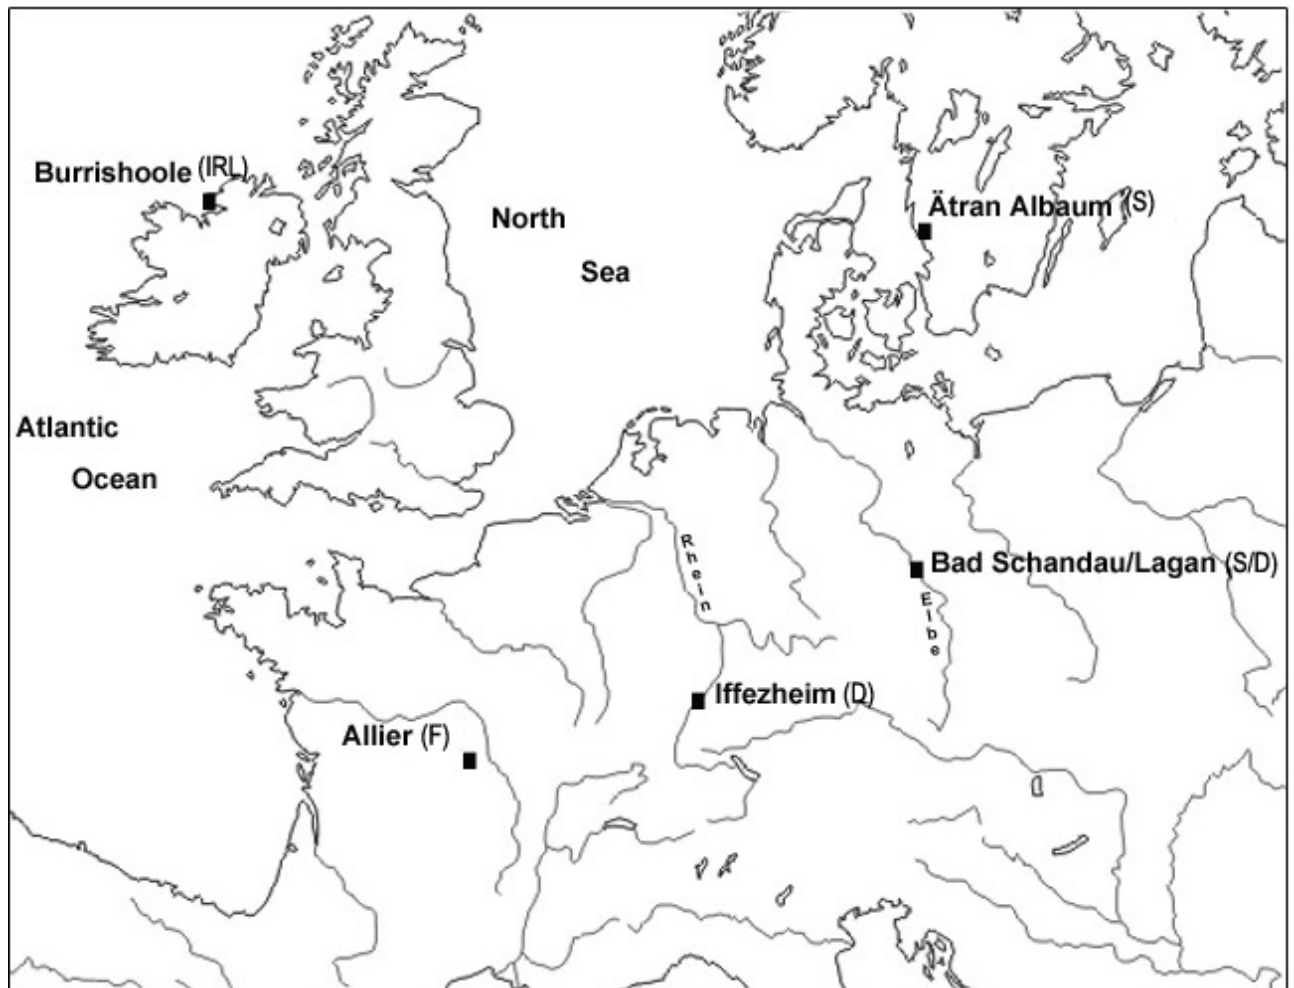 Burrishoole (IRL)
North
Sea
Ätran Albaum (S)
Atlantic
Ocean
Rhein
Bad Schandau/Lagan (S/D)
Elbe
Iffezheim (D)
Allier (F)